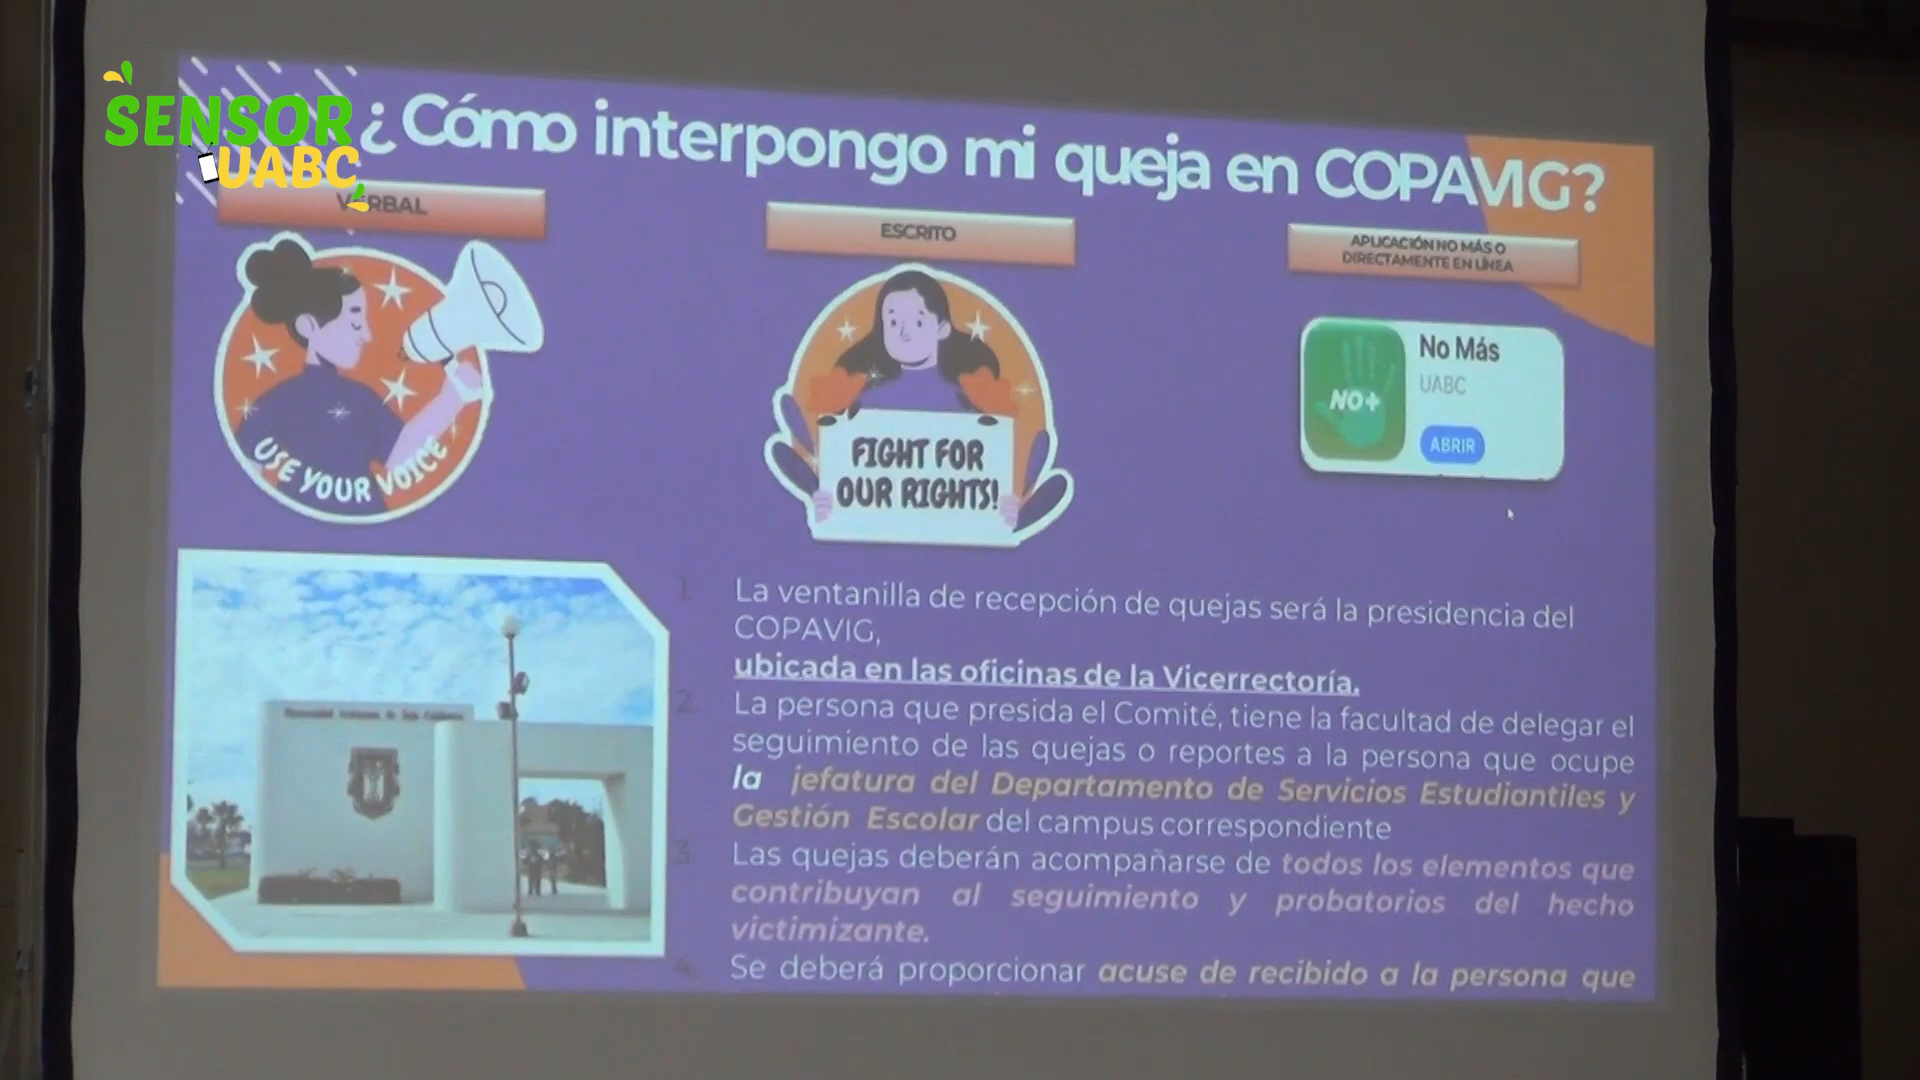 SENSOR
UABC
¿Cómo interpongo mi queja en COPAVIG?
VERBAL
ESCRITO
APLICACIÓN NO MÁS O
DIRECTAMENTE EN LÍNEA
USE YOUR VOICE
FIGHT FOR
OUR RIGHTS!
NO+
No Más
UABC
ABRIR
1. La ventanilla de recepción de quejas será la presidencia del
COPAVIG,
ubicada en las oficinas de la Vicerrectoría.
2. La persona que presida el Comité, tiene la facultad de delegar el
seguimiento de las quejas o reportes a la persona que ocupe
la jefatura del Departamento de Servicios Estudiantiles y
Gestión Escolar del campus correspondiente
3. Las quejas deberán acompañarse de todos los elementos que
contribuyan al seguimiento y probatorios del hecho
victimizante.
4. Se deberá proporcionar acuse de recibido a la persona que